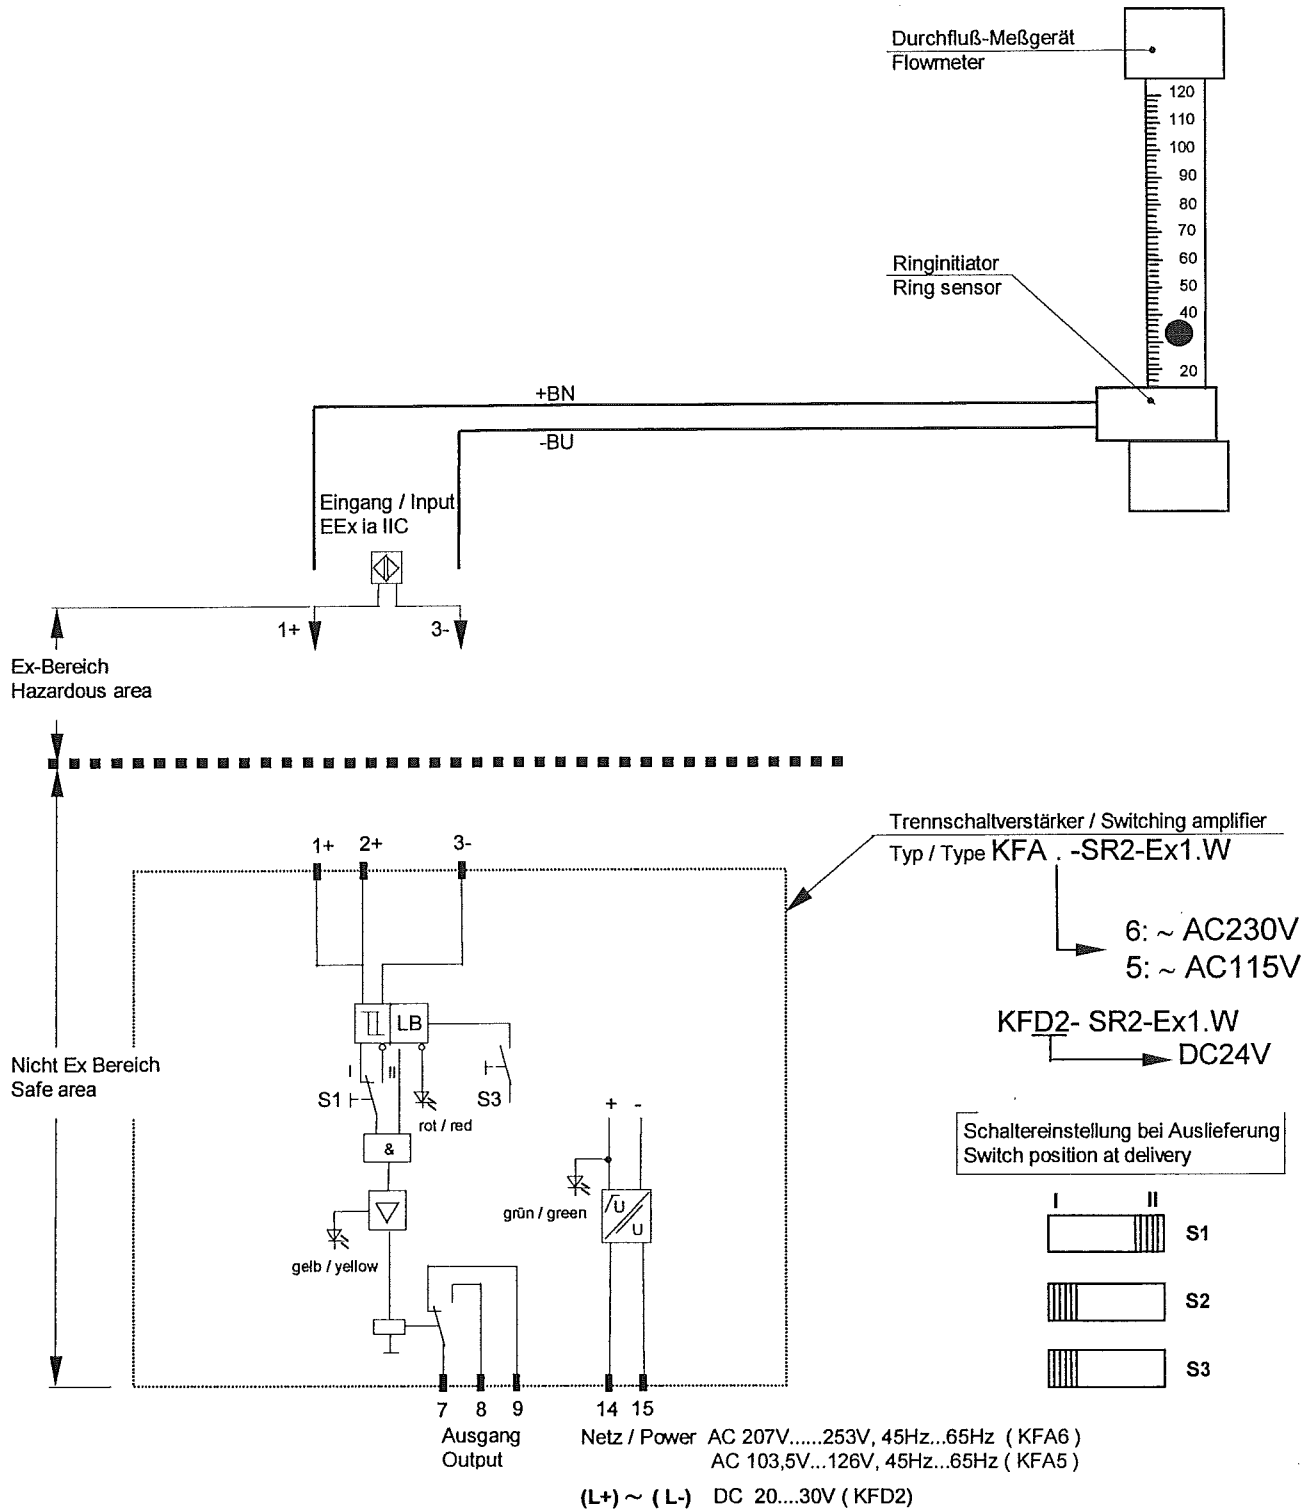 Durchfluß-Meßgerät
Flowmeter
120
110
100
90
80
70
60
50
40
20
Ringinitiator
Ring sensor
+BN
-BU
Eingang / Input
EEx ia IIC
1+
3-
Ex-Bereich
Hazardous area
Trennschaltverstärker / Switching amplifier
Typ / Type KFA . -SR2-Ex1.W
6: ~ AC230V
5: ~ AC115V
KFD2- SR2-Ex1.W
DC24V
1+ 2+ 3-
LB
I II
S1
S3
rot / red
&
Nicht Ex Bereich
Safe area
+ -
grün / green
U
U
gelb / yellow
Schaltereinstellung bei Auslieferung
Switch position at delivery
I II
S1
S2
S3
7 8 9 14 15
Ausgang
Output
Netz / Power AC 207V......253V, 45Hz...65Hz ( KFA6 )
AC 103,5V...126V, 45Hz...65Hz ( KFA5 )
(L+) ~ ( L-) DC 20....30V ( KFD2)